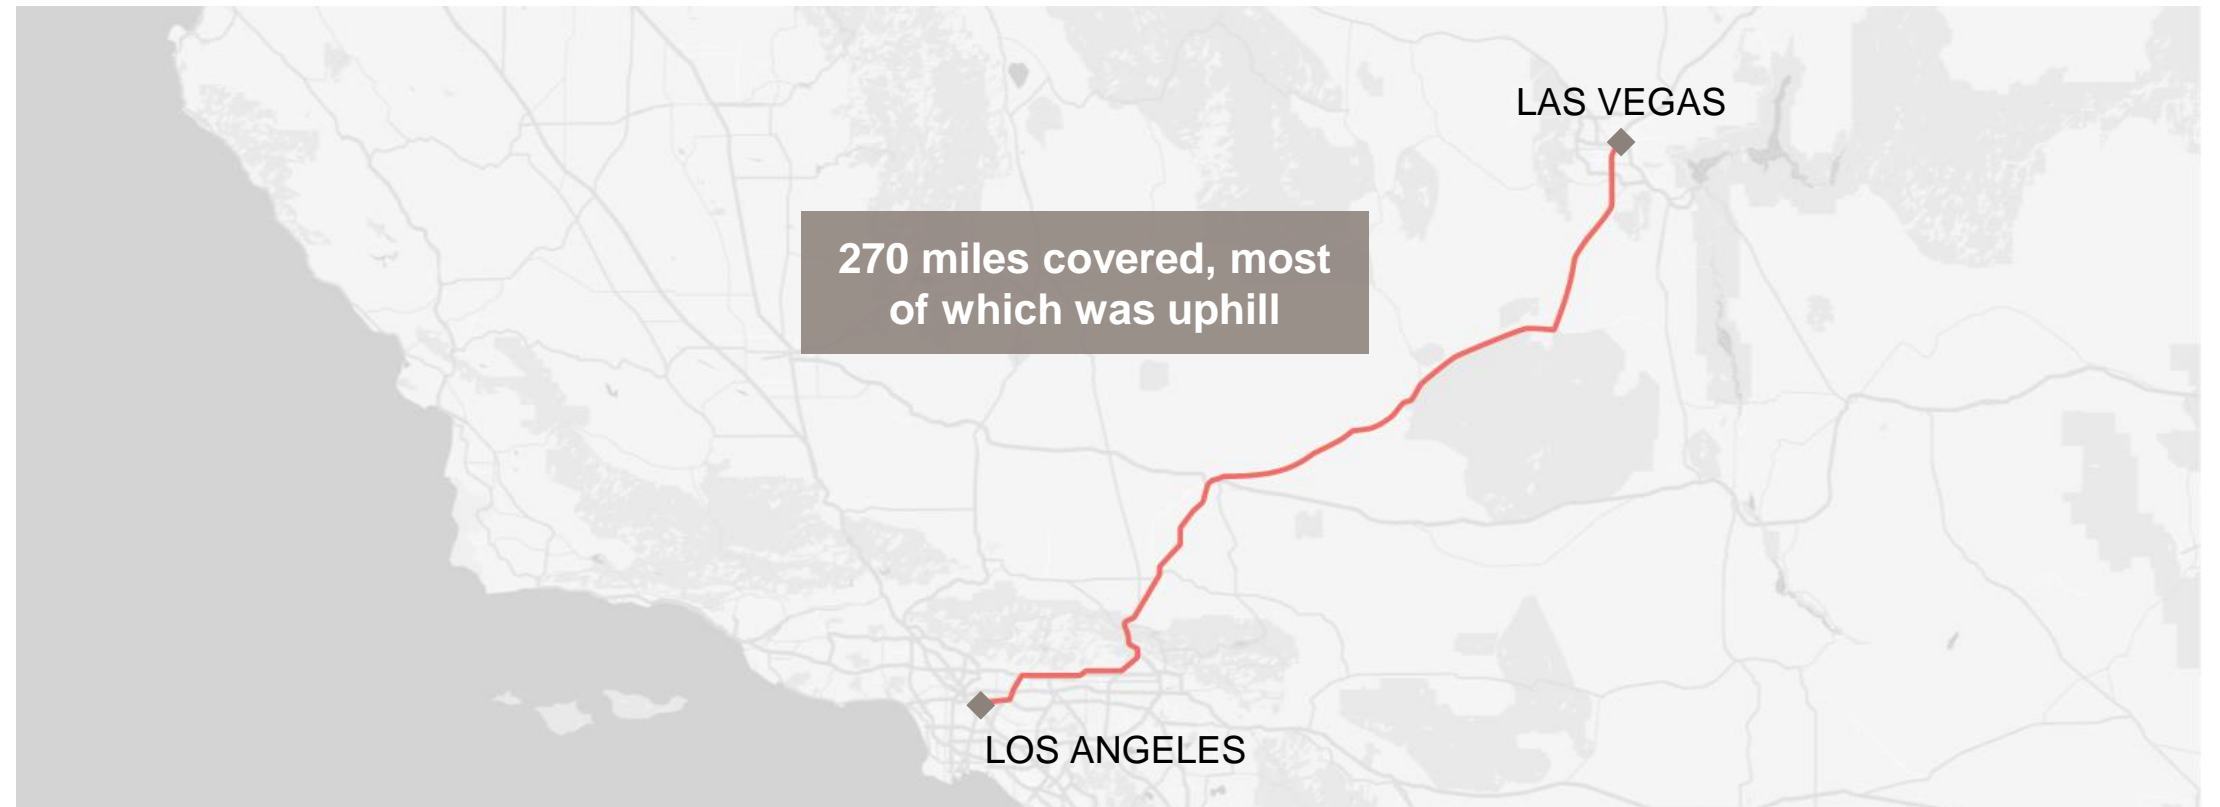 LAS VEGAS
270 miles covered, most
of which was uphill
LOS ANGELES